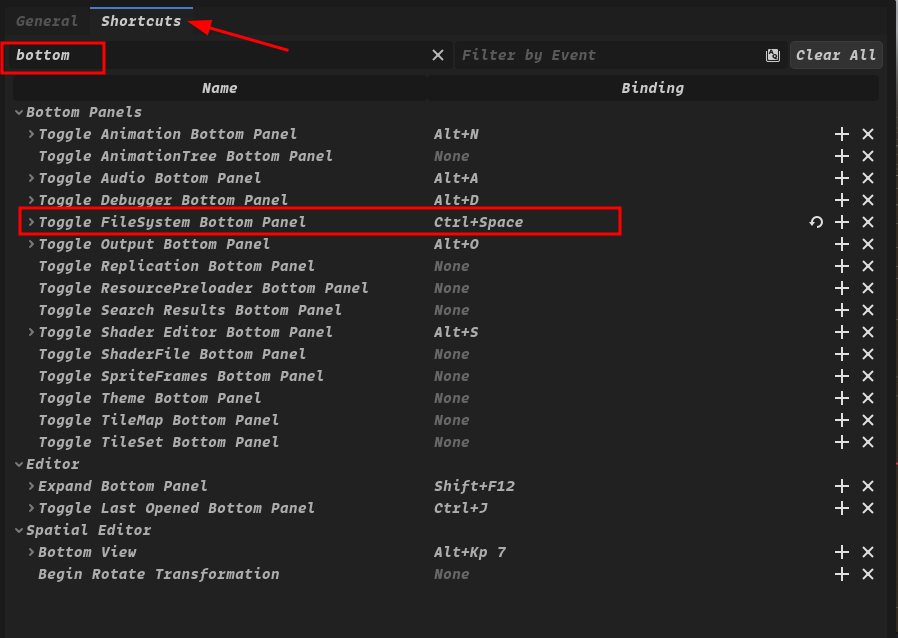 General Shortcuts
bottom Filter by Event Clear All
Name Binding
Bottom Panels
Toggle Animation Bottom Panel Alt+N
Toggle AnimationTree Bottom Panel None
Toggle Audio Bottom Panel Alt+A
Toggle Debugger Bottom Panel Alt+D
Toggle FileSystem Bottom Panel Ctrl+Space
Toggle Output Bottom Panel Alt+O
Toggle Replication Bottom Panel None
Toggle ResourcePreloader Bottom Panel None
Toggle Search Results Bottom Panel None
Toggle Shader Editor Bottom Panel Alt+S
Toggle ShaderFile Bottom Panel None
Toggle SpriteFrames Bottom Panel None
Toggle Theme Bottom Panel None
Toggle TileMap Bottom Panel None
Toggle TileSet Bottom Panel None
Editor
Expand Bottom Panel Shift+F12
Toggle Last Opened Bottom Panel Ctrl+J
Spatial Editor
Bottom View Alt+Kp 7
Begin Rotate Transformation None